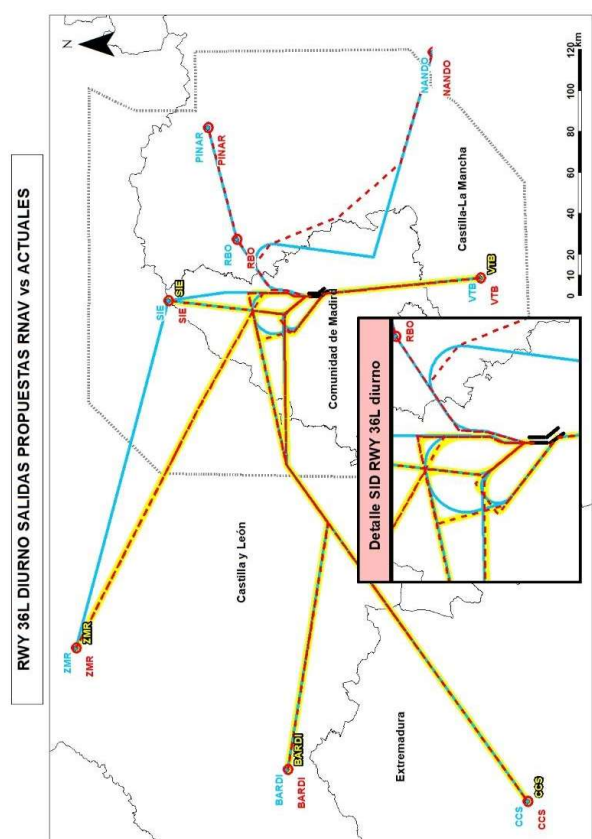 RWY 36L DIURNO SALIDAS PROPUESTAS RNAV vs ACTUALES
N
ZMR
ZMR
ZMR
SIE
SIE
SIE
PINAR
PINAR
RBO
RBO
NANDO
NANDO
Castilla y León
Comunidad de Madrid
Castilla-La Mancha
BARDI
BARDI
BARDI
VTB
VTB
VTB
Extremadura
CCS
CCS
CCS
Detalle SID RWY 36L diurno
RBO
0 10 20 40 60 80 100 120
km